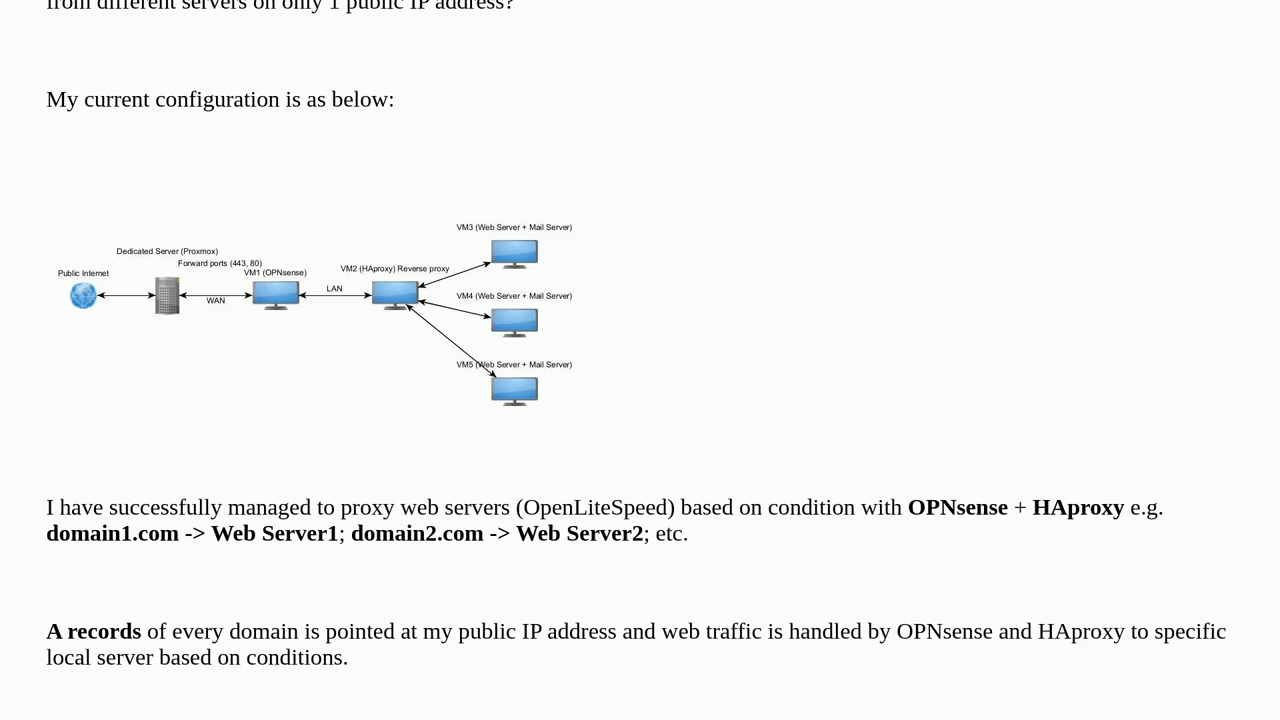 from different servers on only 1 public IP address?
My current configuration is as below:
VM3 (Web Server + Mail Server)
Dedicated Server (Proxmox)
Forward ports (443, 80)
Public Internet
VM1 (OPNsense)
VM2 (HAproxy) Reverse proxy
LAN
WAN
VM4 (Web Server + Mail Server)
VM5 (Web Server + Mail Server)
I have successfully managed to proxy web servers (OpenLiteSpeed) based on condition with OPNsense + HAproxy e.g.
domain1.com -> Web Server1; domain2.com -> Web Server2; etc.
A records of every domain is pointed at my public IP address and web traffic is handled by OPNsense and HAproxy to specific
local server based on conditions.